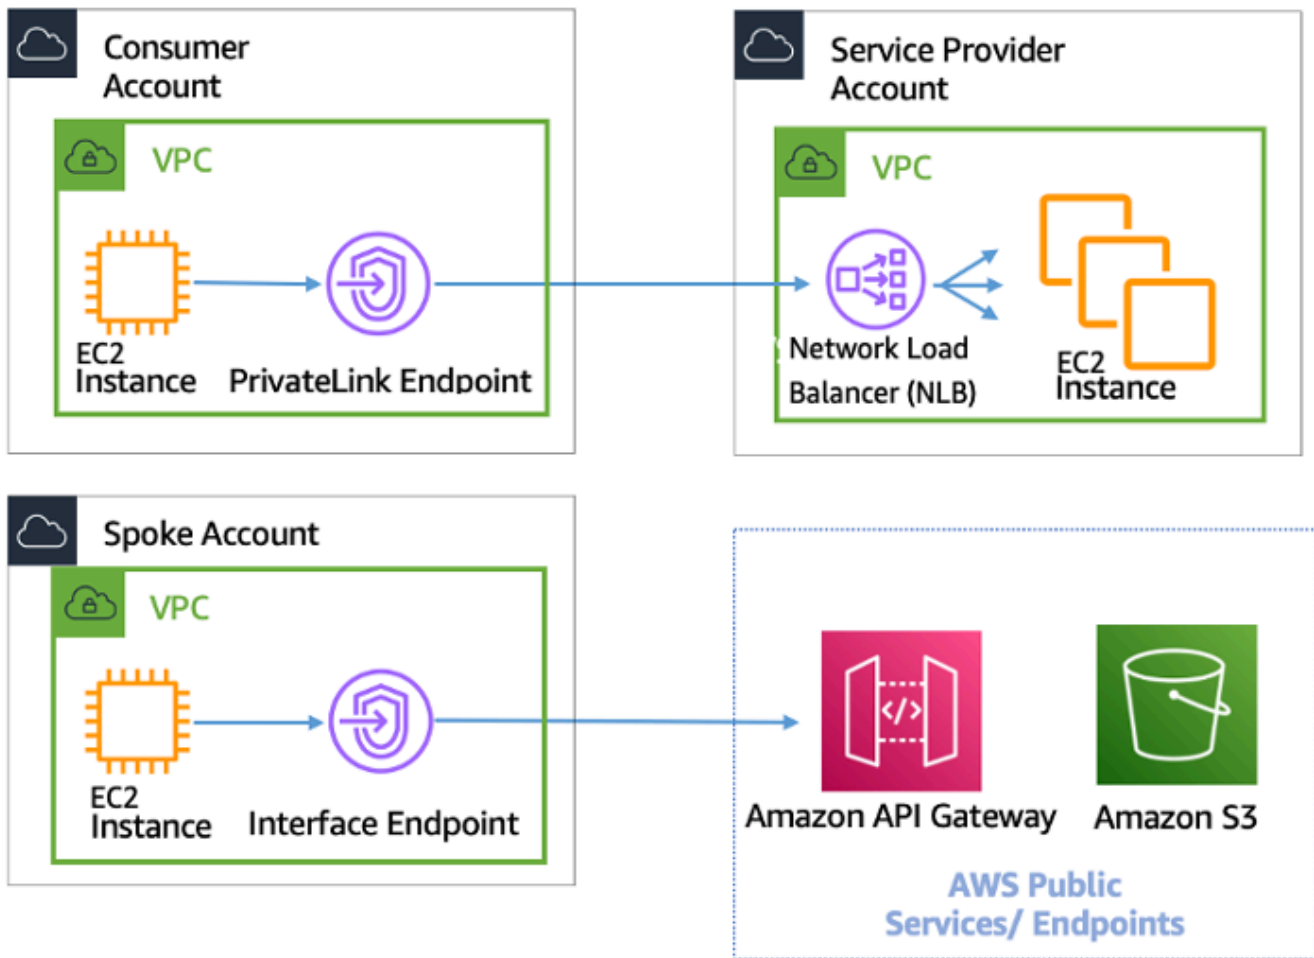 Consumer
Account
VPC
EC2
Instance
PrivateLink Endpoint
Service Provider
Account
VPC
Network Load
Balancer (NLB)
EC2
Instance
Spoke Account
VPC
EC2
Instance
Interface Endpoint
</>
Amazon API Gateway
Amazon S3
AWS Public
Services/ Endpoints